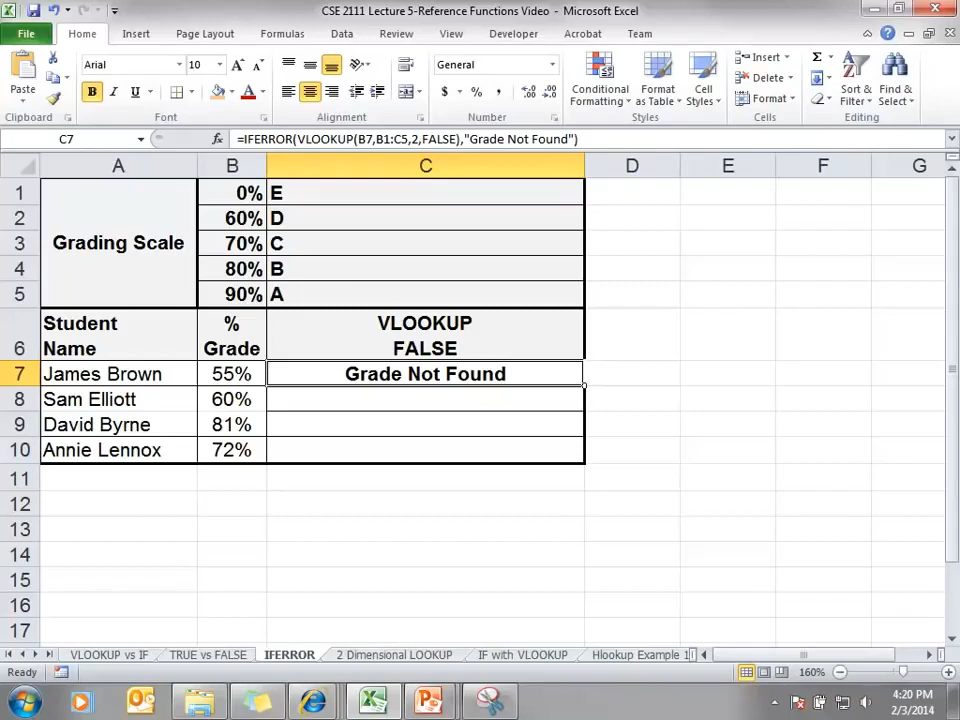 CSE 2111 Lecture 5-Reference Functions Video - Microsoft Excel
File Home Insert Page Layout Formulas Data Review View Developer Acrobat Team
Arial 10 General Insert Σ
Paste B I U A $ % , Conditional Formatting Format as Table Cell Styles Delete Format Sort & Filter Find & Select
Clipboard Font Alignment Number Styles Cells Editing
C7 fx =IFERROR(VLOOKUP(B7,B1:C5,2,FALSE),"Grade Not Found")
A B C D E F G
1 0% E
2 60% D
3 Grading Scale 70% C
4 80% B
5 90% A
Student % VLOOKUP
6 Name Grade FALSE
7 James Brown 55% Grade Not Found
8 Sam Elliott 60%
9 David Byrne 81%
10 Annie Lennox 72%
11
12
13
14
15
16
17
VLOOKUP vs IF TRUE vs FALSE IFERROR 2 Dimensional LOOKUP IF with VLOOKUP Hlookup Example 1
Ready 160%
4:20 PM
2/3/2014